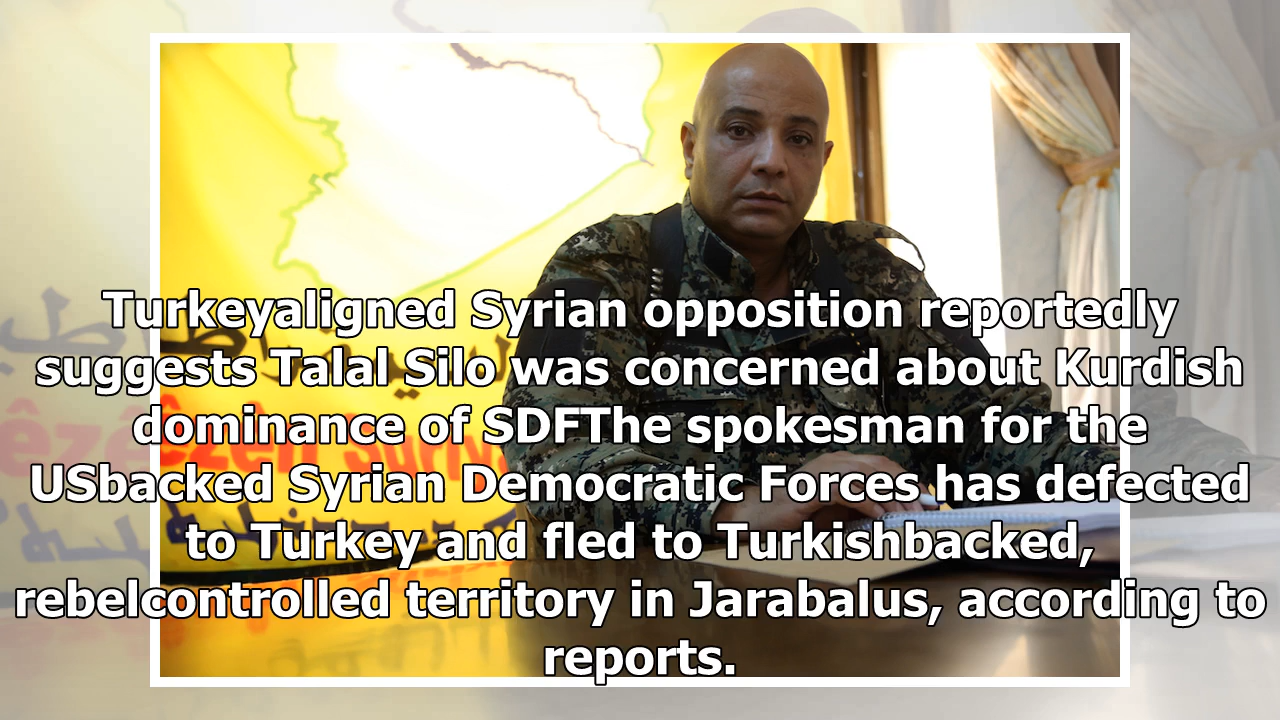 Turkeyaligned Syrian opposition reportedly
suggests Talal Silo was concerned about Kurdish
dominance of SDFThe spokesman for the
USbacked Syrian Democratic Forces has defected
to Turkey and fled to Turkishbacked,
rebelcontrolled territory in Jarabalus, according to
reports.